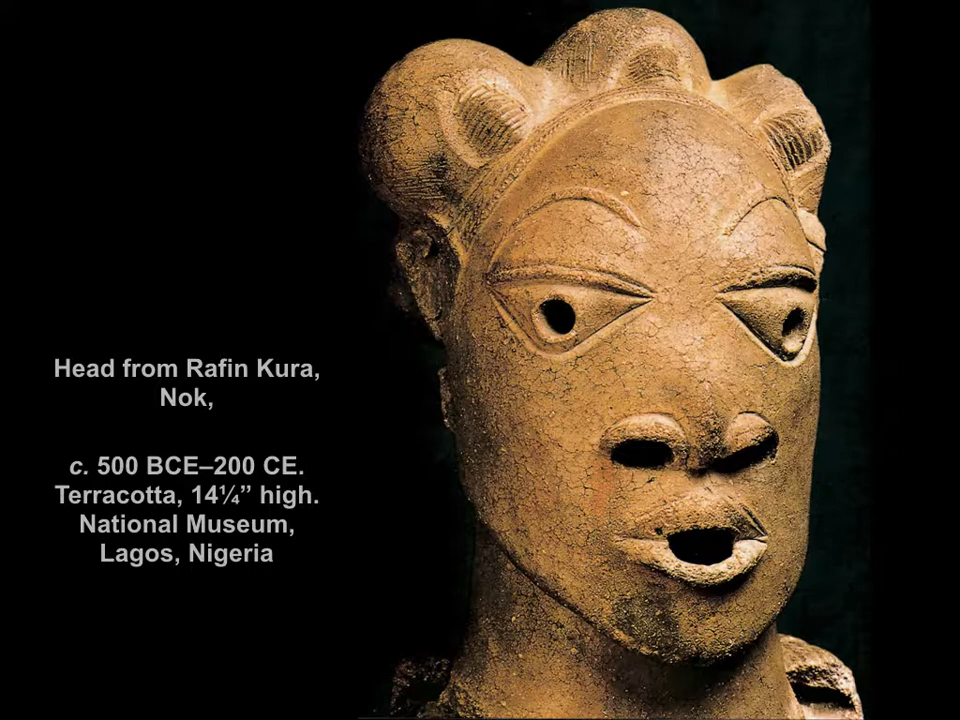 Head from Rafin Kura,
Nok,
c. 500 BCE–200 CE.
Terracotta, 14¼” high.
National Museum,
Lagos, Nigeria